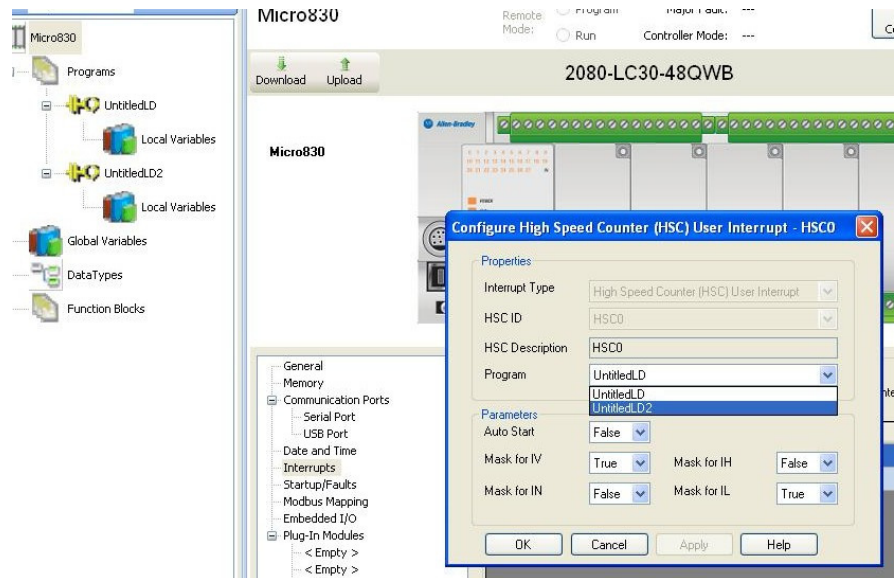 Micro830
Programs
UntitledLD
Local Variables
UntitledLD2
Local Variables
Global Variables
DataTypes
Function Blocks
Micro830
Remote
Mode:
Program
Run
Major Fault: ---
Controller Mode: ---
Download
Upload
2080-LC30-48QWB
Micro830
Allen-Bradley
General
Memory
Communication Ports
Serial Port
USB Port
Date and Time
Interrupts
Startup/Faults
Modbus Mapping
Embedded I/O
Plug-In Modules
< Empty >
< Empty >
Configure High Speed Counter (HSC) User Interrupt - HSC0
Properties
Interrupt Type High Speed Counter (HSC) User Interrupt
HSC ID HSC0
HSC Description HSC0
Program UntitledLD
UntitledLD
UntitledLD2
Parameters
Auto Start False
Mask for IV True Mask for IH False
Mask for IN False Mask for IL True
OK Cancel Apply Help